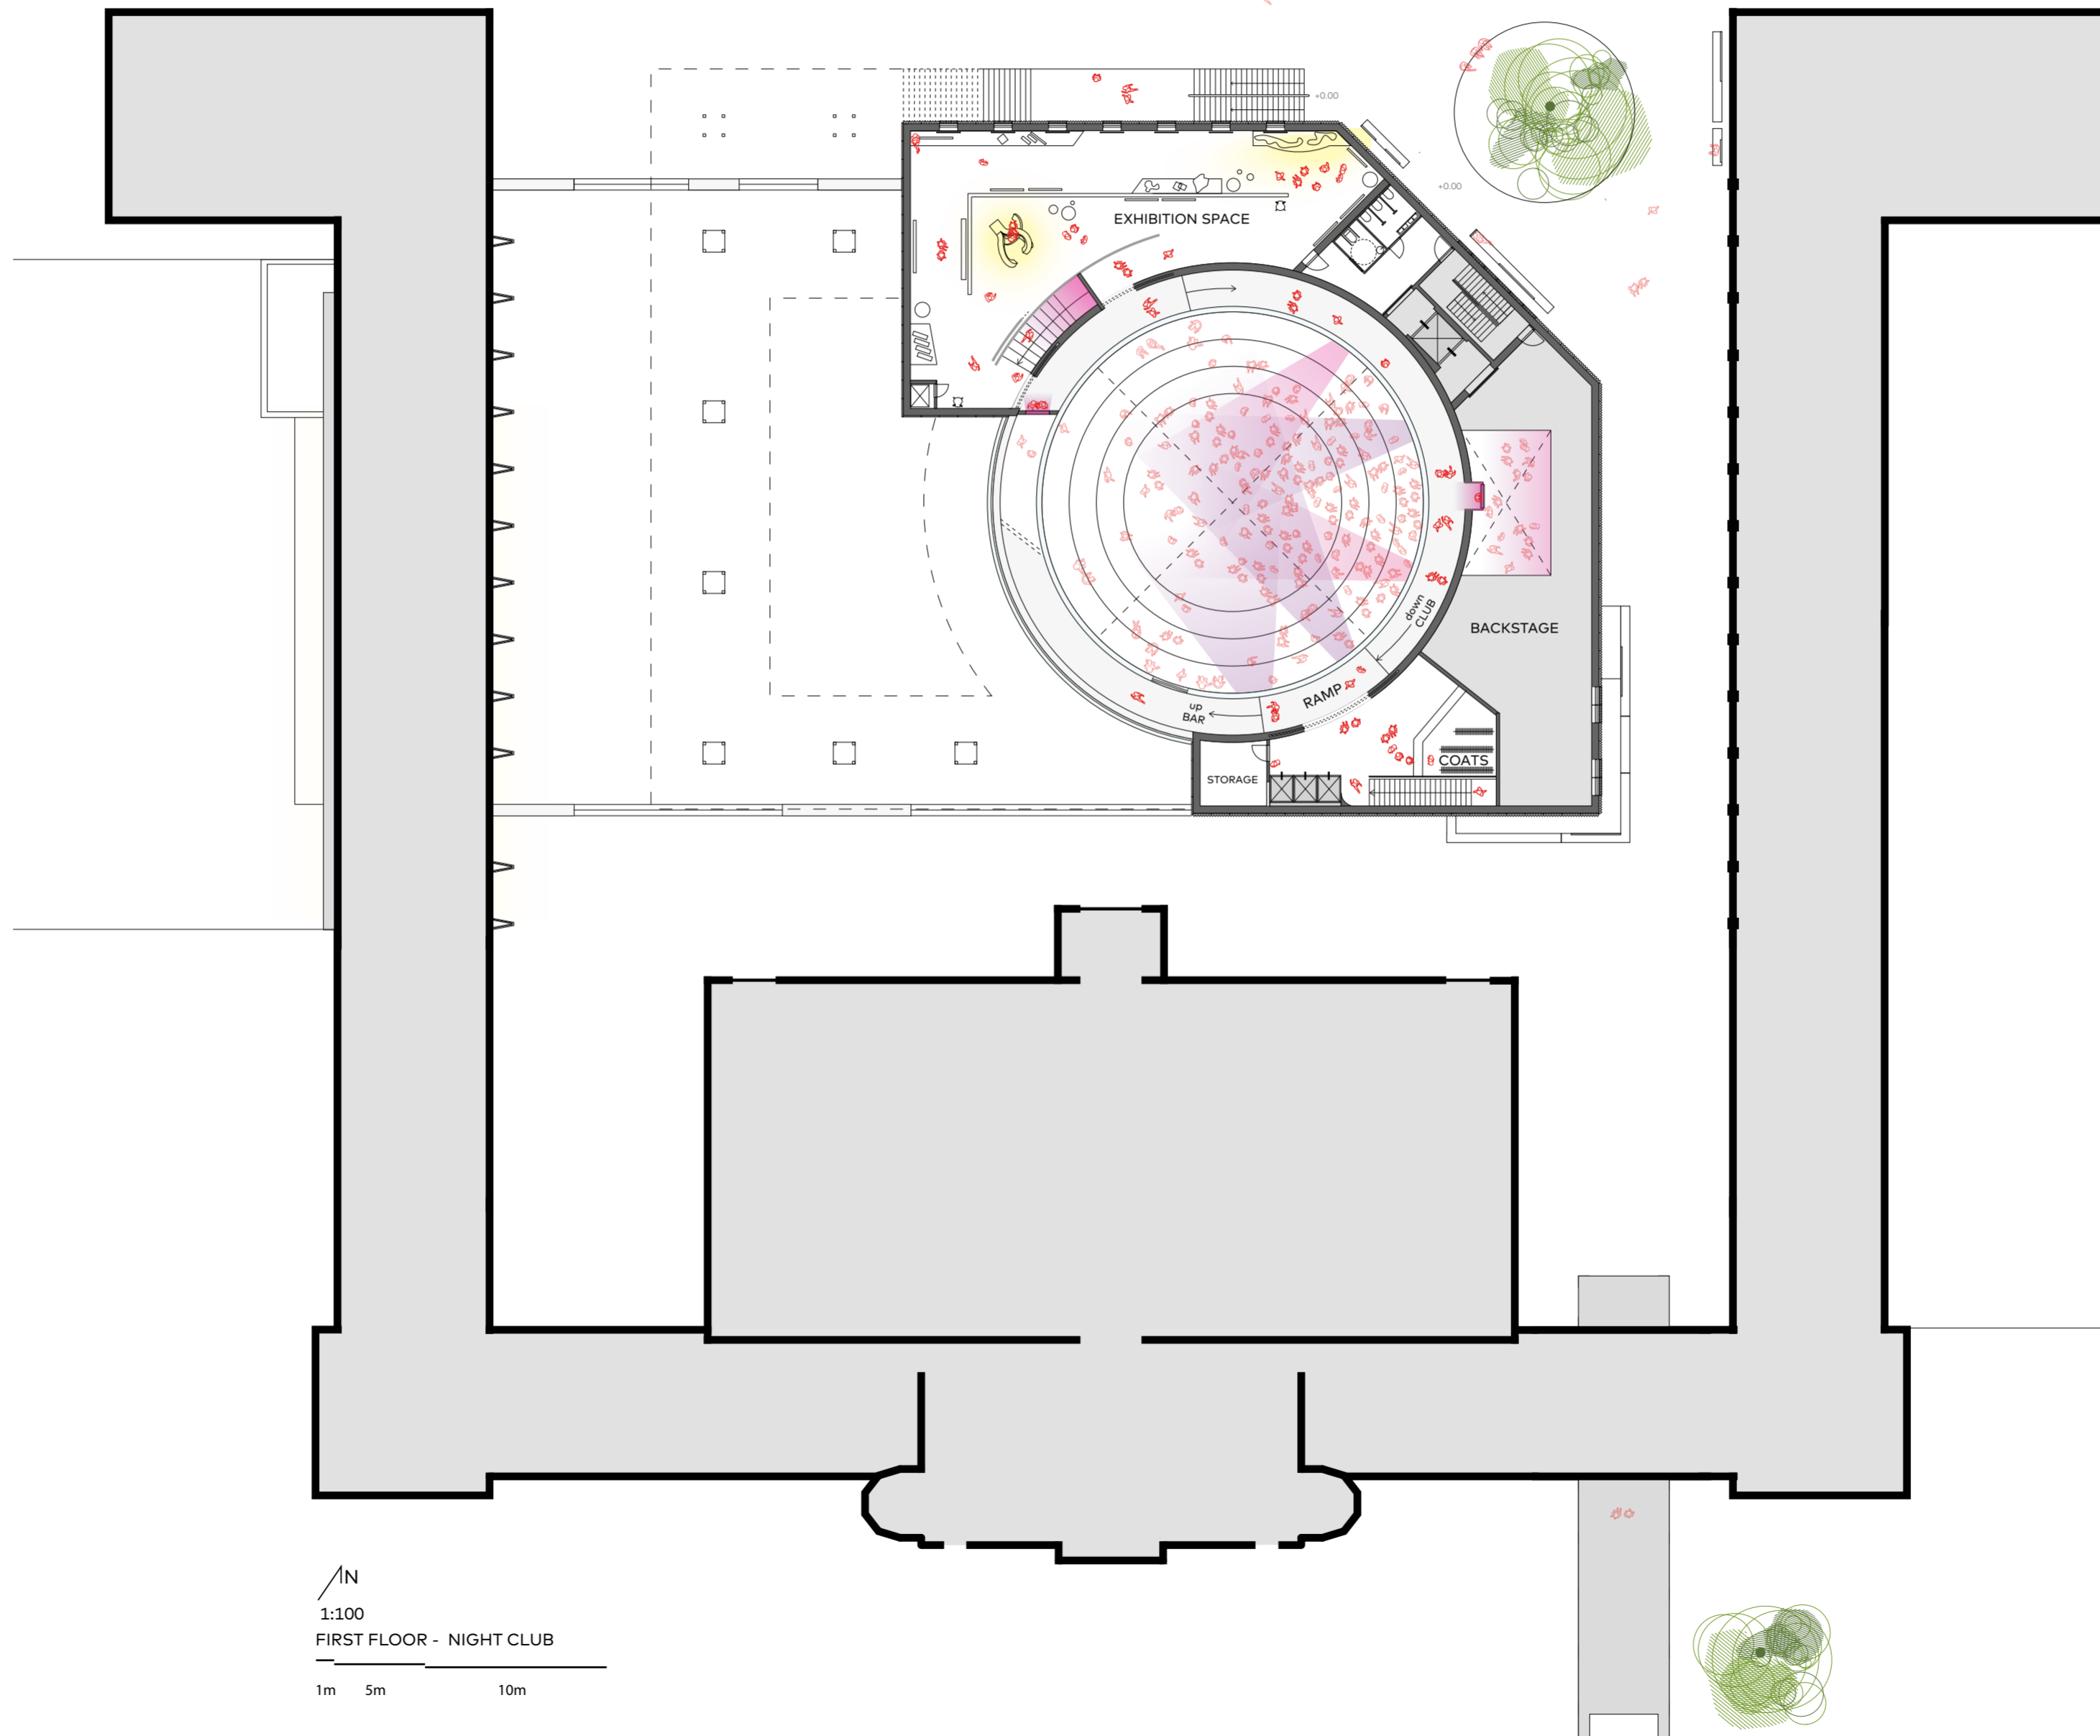 +0.00
+0.00
EXHIBITION SPACE
down
CLUB
BACKSTAGE
RAMP
up
BAR
COATS
STORAGE
N
1:100
FIRST FLOOR - NIGHT CLUB
1m 5m 10m